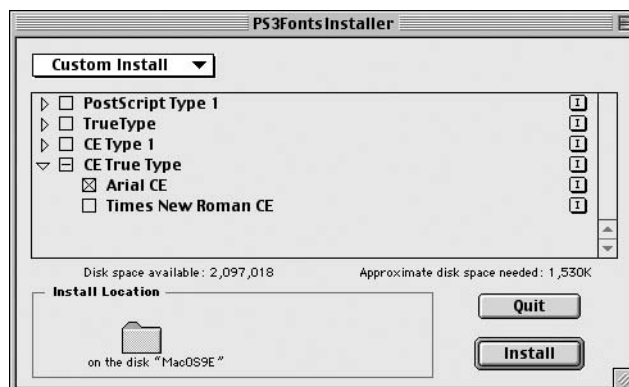 PS3FontsInstaller
Custom Install
PostScript Type 1
I
TrueType
I
CE Type 1
I
CE True Type
I
Arial CE
I
Times New Roman CE
I
Disk space available: 2,097,018 Approximate disk space needed: 1,530K
Install Location
on the disk "MacOS9E"
Quit
Install